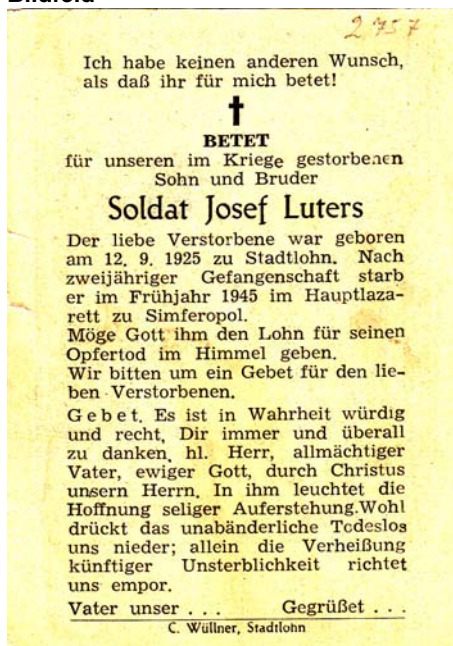 2757
Ich habe keinen anderen Wunsch,
als daß ihr für mich betet!
BETET
für unseren im Kriege gestorbenen
Sohn und Bruder
Soldat Josef Luters
Der liebe Verstorbene war geboren
am 12. 9. 1925 zu Stadtlohn. Nach
zweijähriger Gefangenschaft starb
er im Frühjahr 1945 im Hauptlaza-
rett zu Simferopol.
Möge Gott ihm den Lohn für seinen
Opfertod im Himmel geben.
Wir bitten um ein Gebet für den lie-
ben Verstorbenen.
Gebet. Es ist in Wahrheit würdig
und recht, Dir immer und überall
zu danken, hl. Herr, allmächtiger
Vater, ewiger Gott, durch Christus
unsern Herrn. In ihm leuchtet die
Hoffnung seliger Auferstehung.Wohl
drückt das unabänderliche Todeslos
uns nieder; allein die Verheißung
künftiger Unsterblichkeit richtet
uns empor.
Vater unser . . . Gegrüßet . . .
C. Wüllner, Stadtlohn